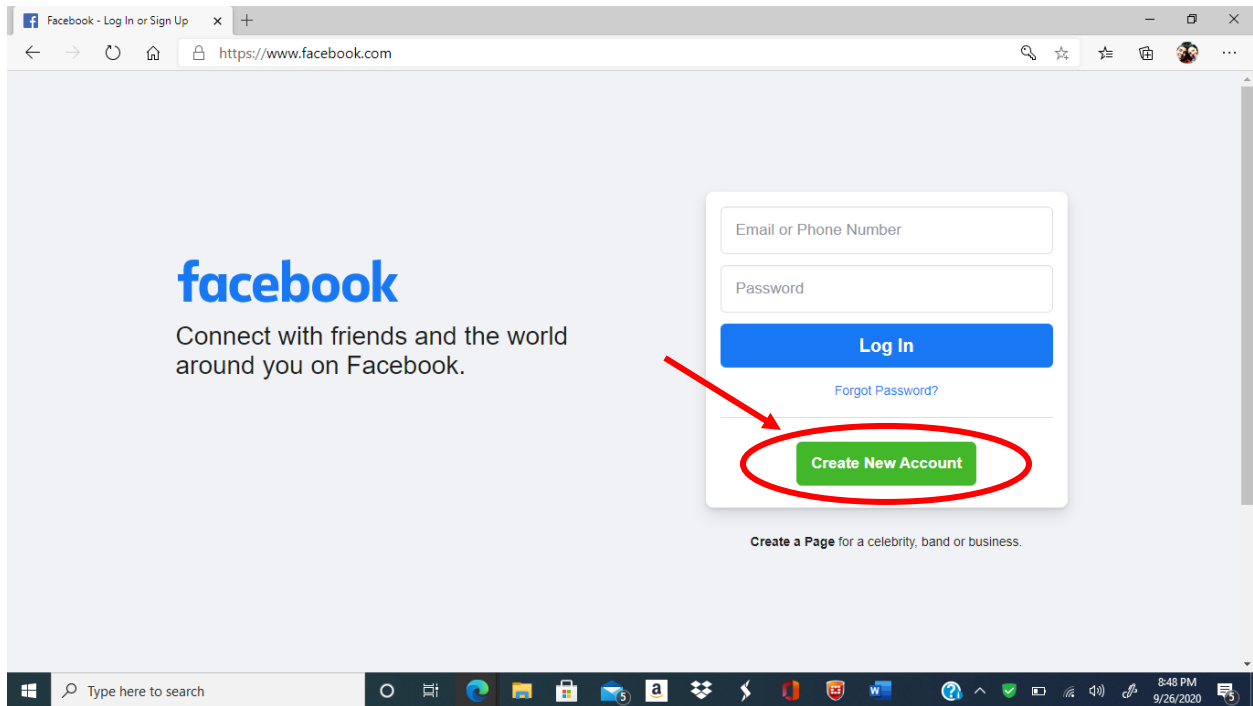 Facebook - Log In or Sign Up
https://www.facebook.com
facebook
Connect with friends and the world
around you on Facebook.
Email or Phone Number
Password
Log In
Forgot Password?
Create New Account
Create a Page for a celebrity, band or business.
Type here to search
5
a
W
8:48 PM
9/26/2020
5